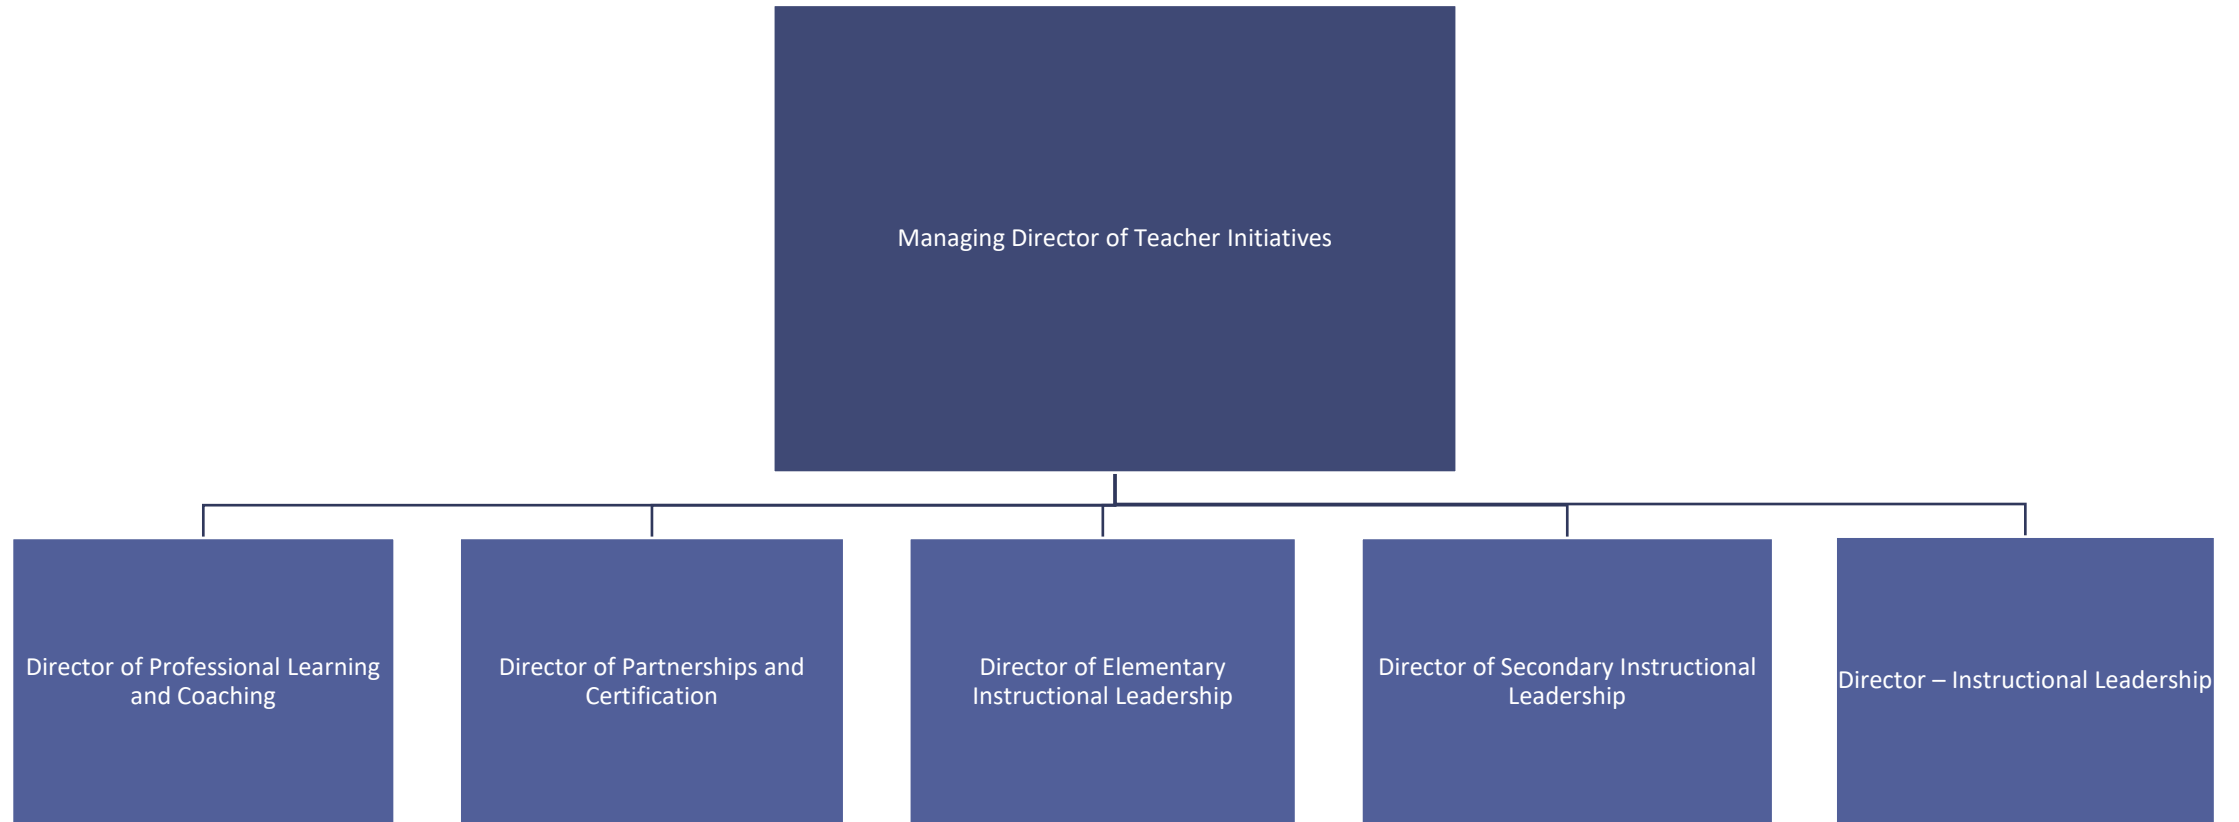 Managing Director of Teacher Initiatives
Director of Professional Learning
and Coaching
Director of Partnerships and
Certification
Director of Elementary
Instructional Leadership
Director of Secondary Instructional
Leadership
Director – Instructional Leadership